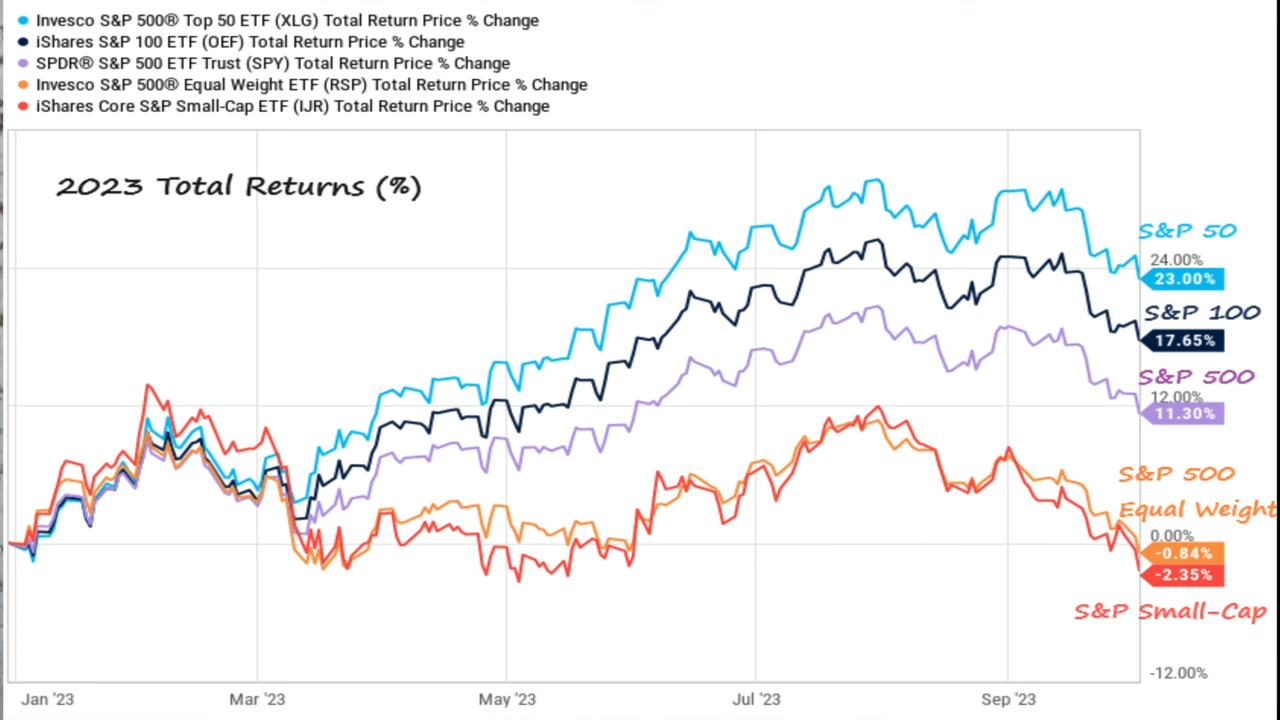 Invesco S&P 500® Top 50 ETF (XLG) Total Return Price % Change
iShares S&P 100 ETF (OEF) Total Return Price % Change
SPDR® S&P 500 ETF Trust (SPY) Total Return Price % Change
Invesco S&P 500® Equal Weight ETF (RSP) Total Return Price % Change
iShares Core S&P Small-Cap ETF (IJR) Total Return Price % Change
2023 Total Returns (%)
S&P 50
24.00%
23.00%
S&P 100
17.65%
S&P 500
12.00%
11.30%
S&P 500
Equal Weight
0.00%
-0.84%
-2.35%
S&P Small-Cap
-12.00%
Jan '23 Mar '23 May '23 Jul '23 Sep '23